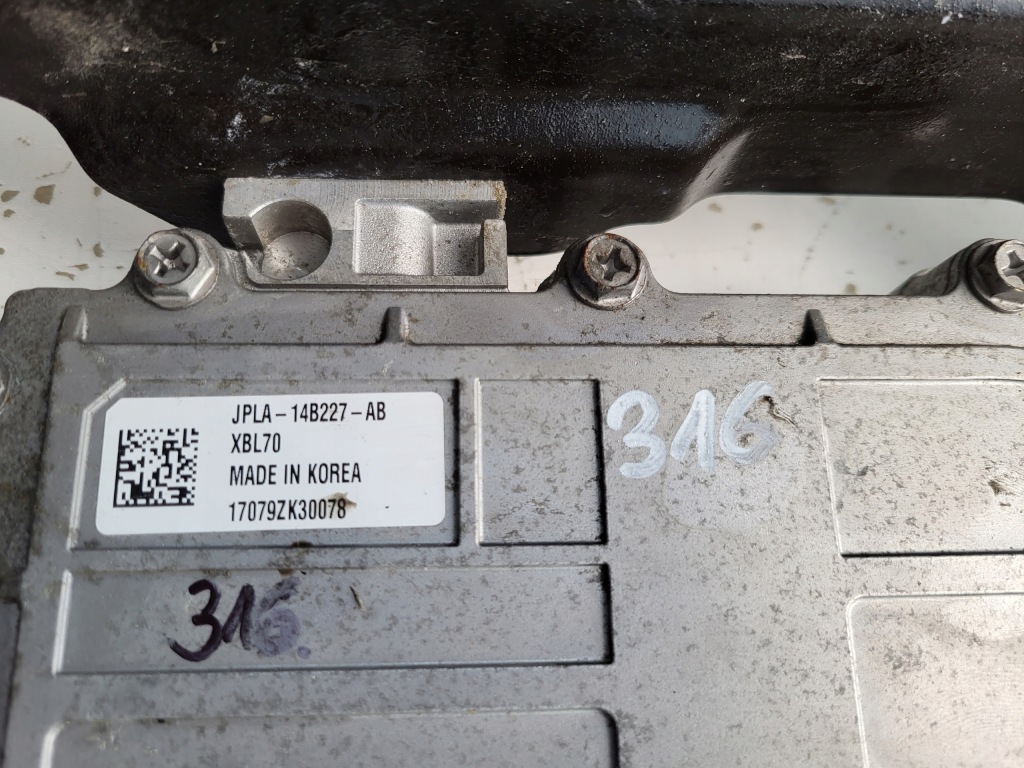 JPLA-14B227-AB
XBL70
MADE IN KOREA
17079ZK30078
316
316.